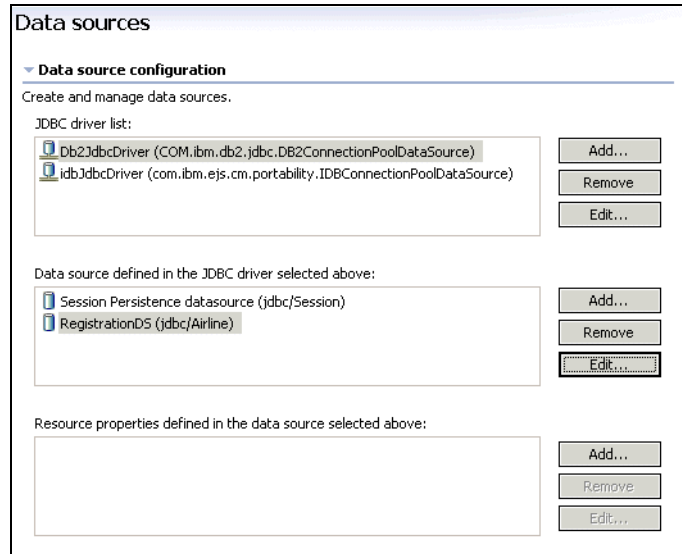 Data sources
Data source configuration
Create and manage data sources.
JDBC driver list:
Db2JdbcDriver (COM.ibm.db2.jdbc.DB2ConnectionPoolDataSource)
idbJdbcDriver (com.ibm.ejs.cm.portability.IDBConnectionPoolDataSource)
Add...
Remove
Edit...
Data source defined in the JDBC driver selected above:
Session Persistence datasource (jdbc/Session)
RegistrationDS (jdbc/Airline)
Add...
Remove
Edit...
Resource properties defined in the data source selected above:
Add...
Remove
Edit...